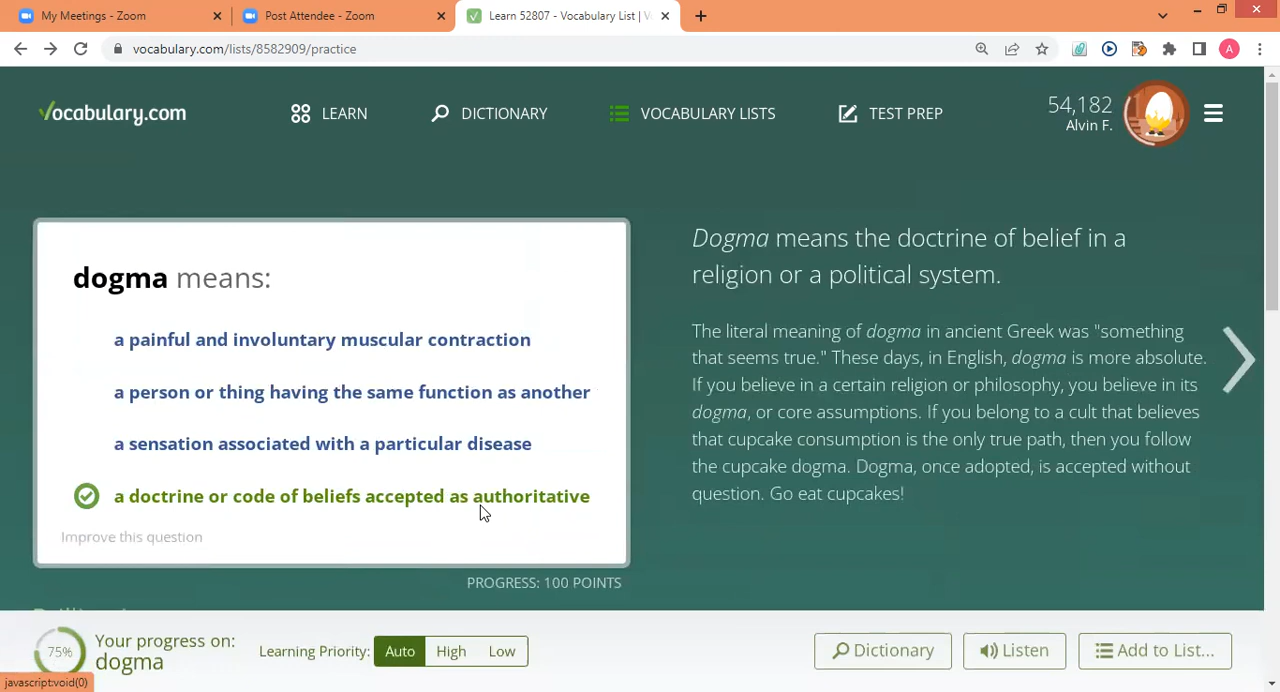 My Meetings - Zoom
Post Attendee - Zoom
Learn 52807 - Vocabulary List |
vocabulary.com/lists/8582909/practice
A
Vocabulary.com
LEARN
DICTIONARY
VOCABULARY LISTS
TEST PREP
54,182
Alvin F.
dogma means:
a painful and involuntary muscular contraction
a person or thing having the same function as another
a sensation associated with a particular disease
a doctrine or code of beliefs accepted as authoritative
Improve this question
PROGRESS: 100 POINTS
Dogma means the doctrine of belief in a
religion or a political system.
The literal meaning of dogma in ancient Greek was "something
that seems true." These days, in English, dogma is more absolute.
If you believe in a certain religion or philosophy, you believe in its
dogma, or core assumptions. If you belong to a cult that believes
that cupcake consumption is the only true path, then you follow
the cupcake dogma. Dogma, once adopted, is accepted without
question. Go eat cupcakes!
75%
Your progress on:
dogma
Learning Priority:
Auto
High
Low
Dictionary
Listen
Add to List...
javascript:void(0)